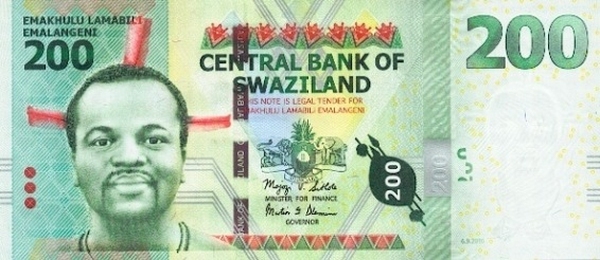 EMAKHULU LAMABILI
EMALANGENI
200
CENTRAL BANK OF
SWAZILAND
THIS NOTE IS LEGAL TENDER FOR
EMAKHULU LAMABILI EMALANGENI
MINISTER FOR FINANCE
GOVERNOR
200
200
200